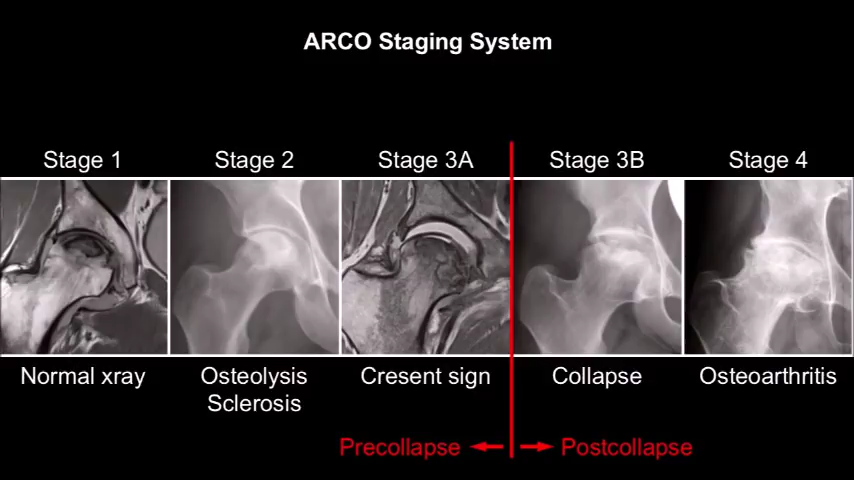 ARCO Staging System
Stage 1
Stage 2
Stage 3A
Stage 3B
Stage 4
Normal xray
Osteolysis
Sclerosis
Cresent sign
Collapse
Osteoarthritis
Precollapse
Postcollapse